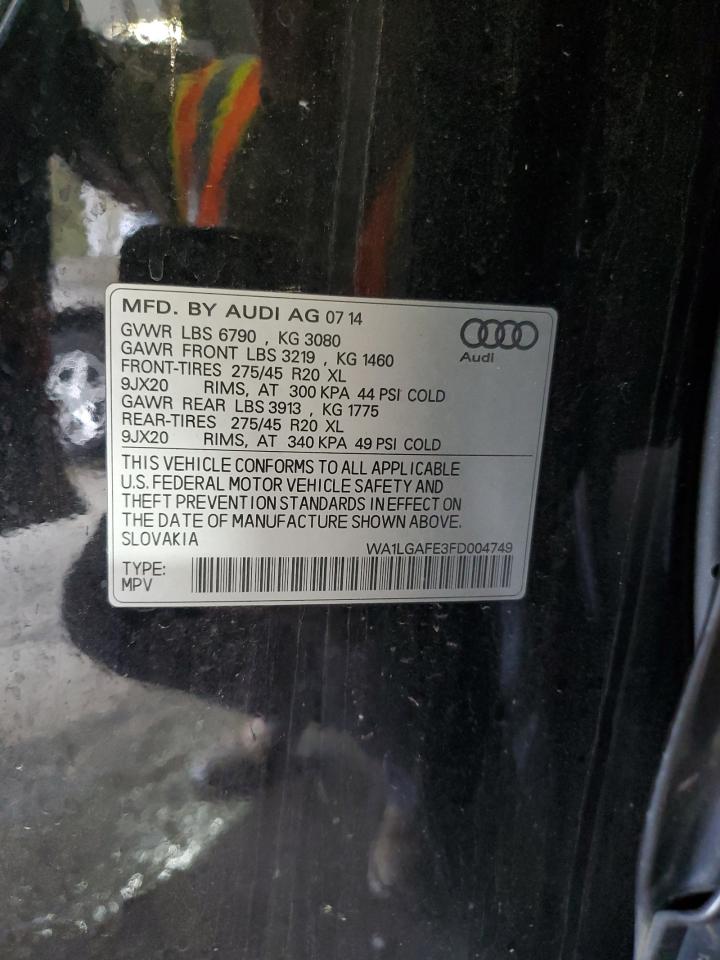 MFD. BY AUDI AG 07 14
GVWR LBS 6790 , KG 3080
GAWR FRONT LBS 3219 , KG 1460
FRONT-TIRES 275/45 R20 XL
9JX20 RIMS, AT 300 KPA 44 PSI COLD
GAWR REAR LBS 3913 , KG 1775
REAR-TIRES 275/45 R20 XL
9JX20 RIMS, AT 340 KPA 49 PSI COLD
Audi
THIS VEHICLE CONFORMS TO ALL APPLICABLE
U.S. FEDERAL MOTOR VEHICLE SAFETY AND
THEFT PREVENTION STANDARDS IN EFFECT ON
THE DATE OF MANUFACTURE SHOWN ABOVE.
SLOVAKIA WA1LGAFE3FD004749
TYPE:
MPV